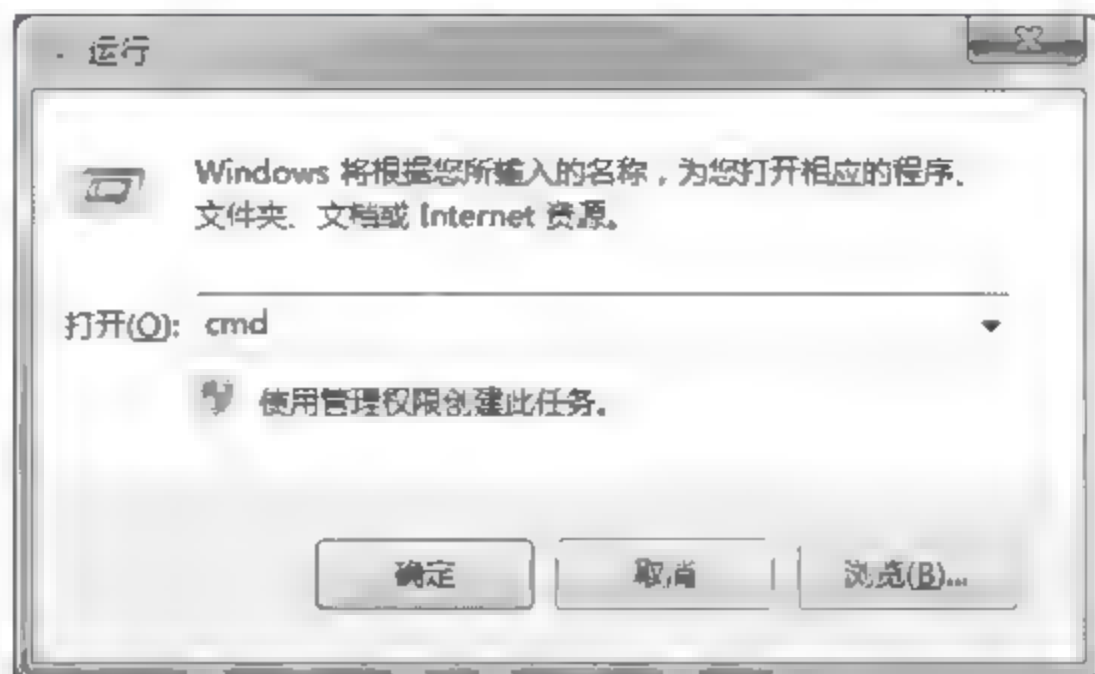 运行
Windows 将根据您所输入的名称，为您打开相应的程序、
文件夹、文档或 Internet 资源。
打开(O): cmd
使用管理权限创建此任务。
确定 取消 浏览(B)...